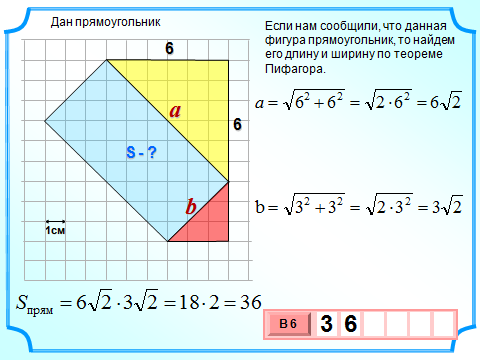 Дан прямоугольник
6
6
a
S - ?
b
1см
Если нам сообщили, что данная
фигура прямоугольник, то найдем
его длину и ширину по теореме
Пифагора.
a = √(6² + 6²) = √(2 · 6²) = 6√2
b = √(3² + 3²) = √(2 · 3²) = 3√2
Sпрям = 6√2 · 3√2 = 18 · 2 = 36
В 6 3 6